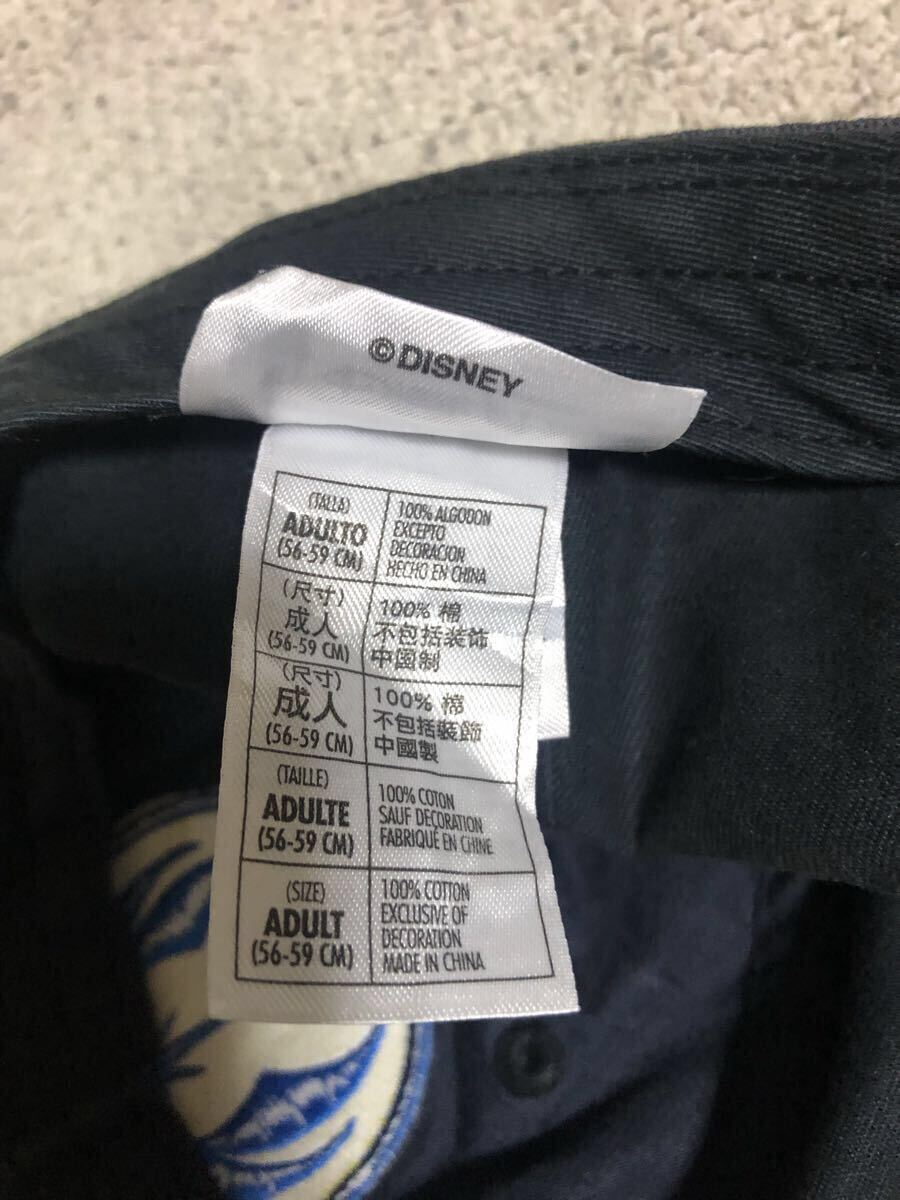 ©DISNEY
(TALLA)
ADULTO
(56-59 CM)
100% ALGODON
EXCEPTO
DECORACION
HECHO EN CHINA
(尺寸)
成人
(56-59 CM)
100% 棉
不包括装饰
中国制
(尺寸)
成人
(56-59 CM)
100% 棉
不包括裝飾
中國製
(TAILLE)
ADULTE
(56-59 CM)
100% COTON
SAUF DECORATION
FABRIQUÉ EN CHINE
(SIZE)
ADULT
(56-59 CM)
100% COTTON
EXCLUSIVE OF
DECORATION
MADE IN CHINA